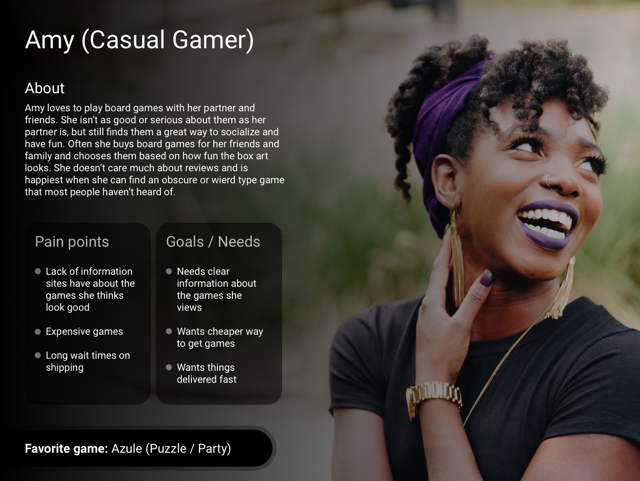 Amy (Casual Gamer)
About
Amy loves to play board games with her partner and
friends. She isn't as good or serious about them as her
partner is, but still finds them a great way to socialize and
have fun. Often she buys board games for her friends and
family and chooses them based on how fun the box art
looks. She doesn't care much about reviews and is
happiest when she can find an obscure or wierd type game
that most people haven't heard of.
Pain points
Lack of information
sites have about the
games she thinks
look good
Expensive games
Long wait times on
shipping
Goals / Needs
Needs clear
information about
the games she
views
Wants cheaper way
to get games
Wants things
delivered fast
Favorite game: Azule (Puzzle / Party)